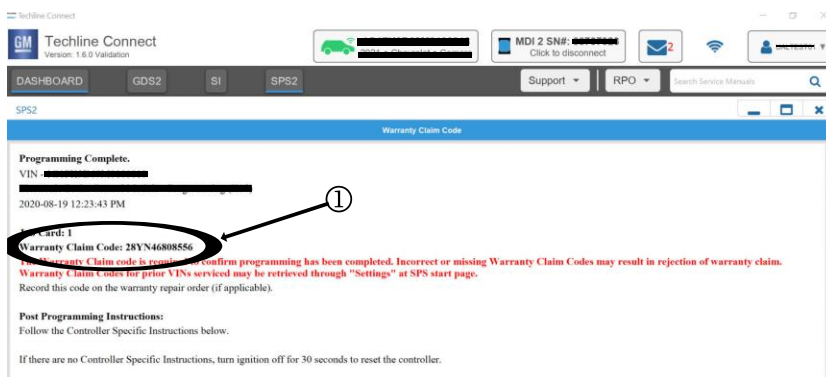 Techline Connect
GM Techline Connect
Version: 1.6.0 Validation
2021 • Chevrolet • Camaro
MDI 2 SN#:
Click to disconnect
2
DASHBOARD GDS2 SI SPS2 Support RPO Search Service Manuals
SPS2
Warranty Claim Code
Programming Complete.
VIN -
2020-08-19 12:23:43 PM
①
Card: 1
Warranty Claim Code: 28YN46808556
The Warranty Claim code is required to confirm programming has been completed. Incorrect or missing Warranty Claim Codes may result in rejection of warranty claim.
Warranty Claim Codes for prior VINs serviced may be retrieved through "Settings" at SPS start page.
Record this code on the warranty repair order (if applicable).
Post Programming Instructions:
Follow the Controller Specific Instructions below.
If there are no Controller Specific Instructions, turn ignition off for 30 seconds to reset the controller.